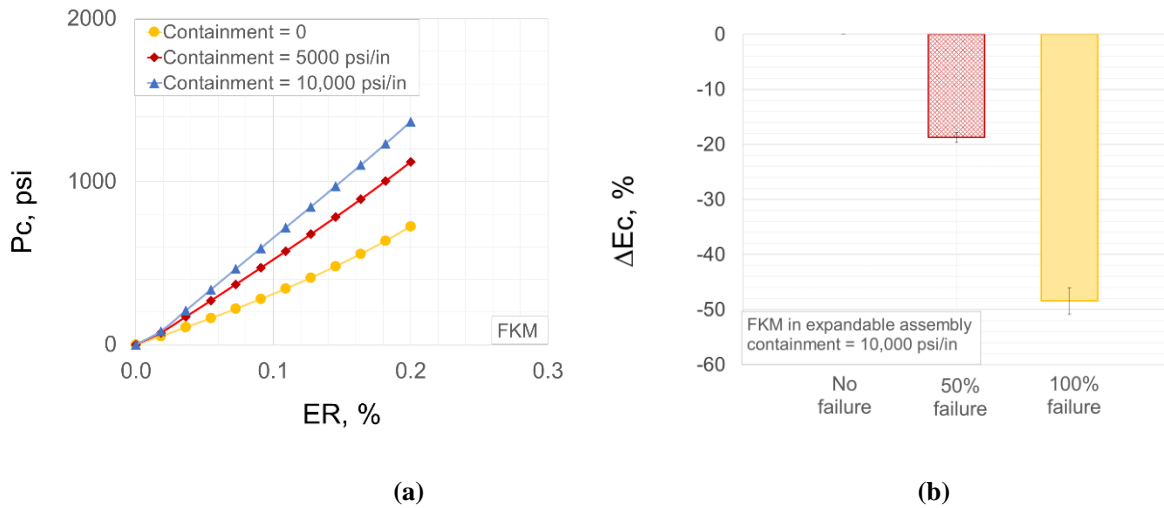 2000
1000
0
Pc, psi
Containment = 0
Containment = 5000 psi/in
Containment = 10,000 psi/in
FKM
0.0
0.1
0.2
0.3
ER, %
(a)
0
-10
-20
-30
-40
-50
-60
ΔEc, %
FKM in expandable assembly
containment = 10,000 psi/in
No
failure
50%
failure
100%
failure
(b)